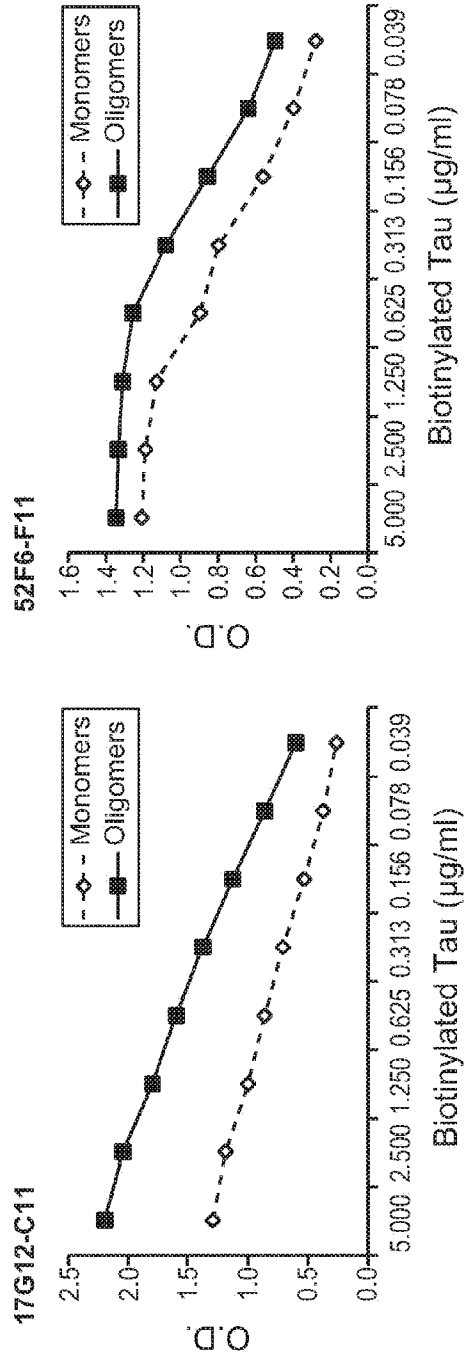 17G12-C11
Monomers
Oligomers
O.D.
2.5
2.0
1.5
1.0
0.5
0.0
5.000 2.500 1.250 0.625 0.313 0.156 0.078 0.039
Biotinylated Tau (µg/ml)
52F6-F11
Monomers
Oligomers
O.D.
1.6
1.4
1.2
1.0
0.8
0.6
0.4
0.2
0.0
5.000 2.500 1.250 0.625 0.313 0.156 0.078 0.039
Biotinylated Tau (µg/ml)